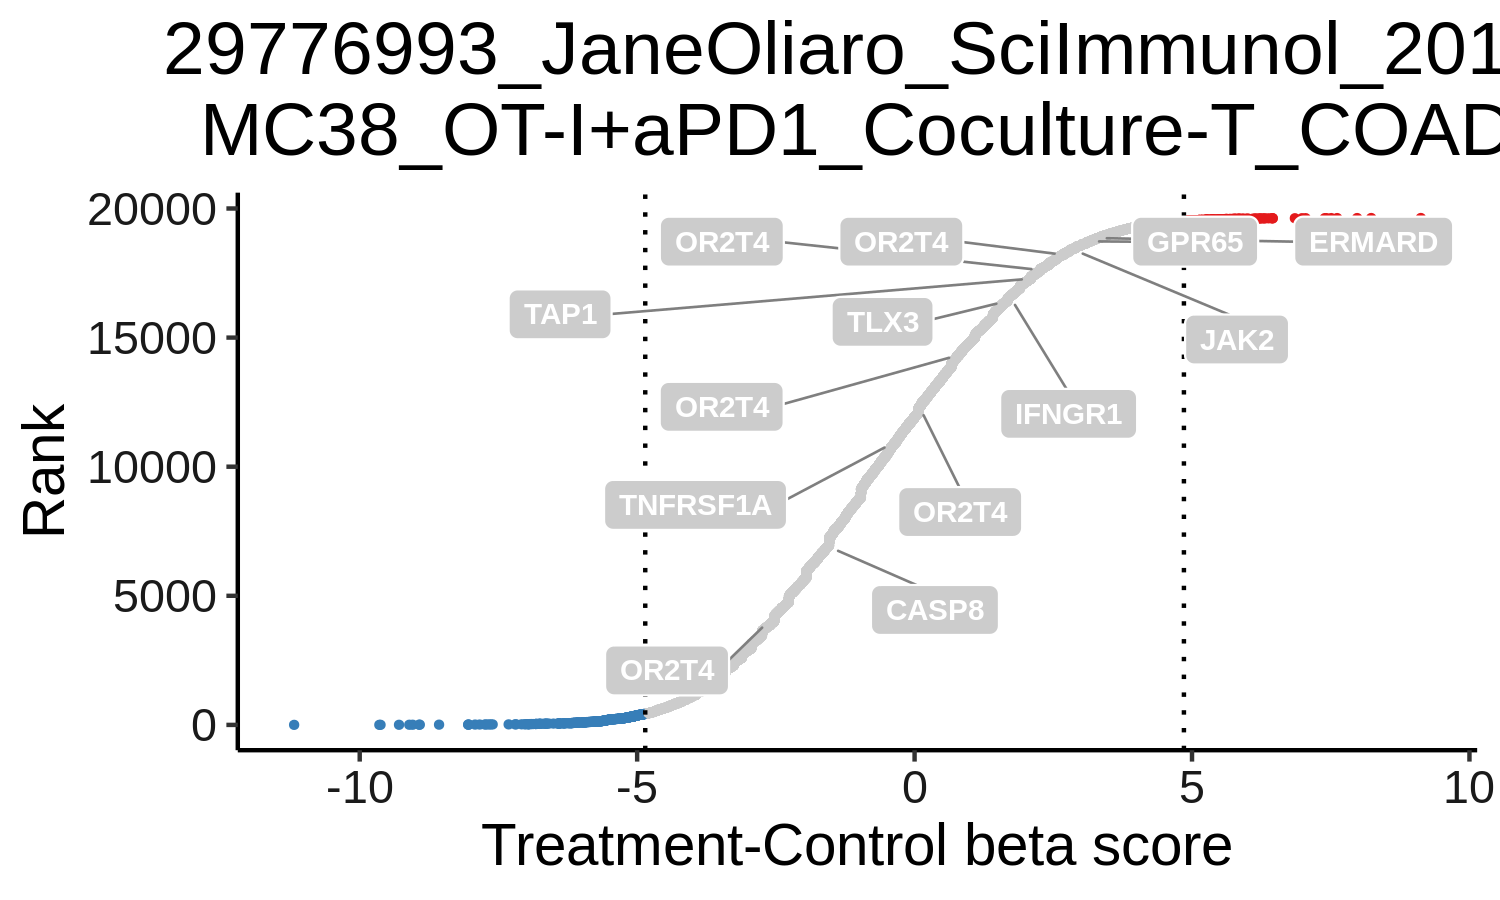 29776993_JaneOliaro_SciImmunol_201
MC38_OT-I+aPD1_Coculture-T_COAD
20000
15000
10000
5000
0
Rank
OR2T4
OR2T4
GPR65
ERMARD
TAP1
TLX3
JAK2
OR2T4
IFNGR1
TNFRSF1A
OR2T4
CASP8
OR2T4
-10
-5
0
5
10
Treatment-Control beta score